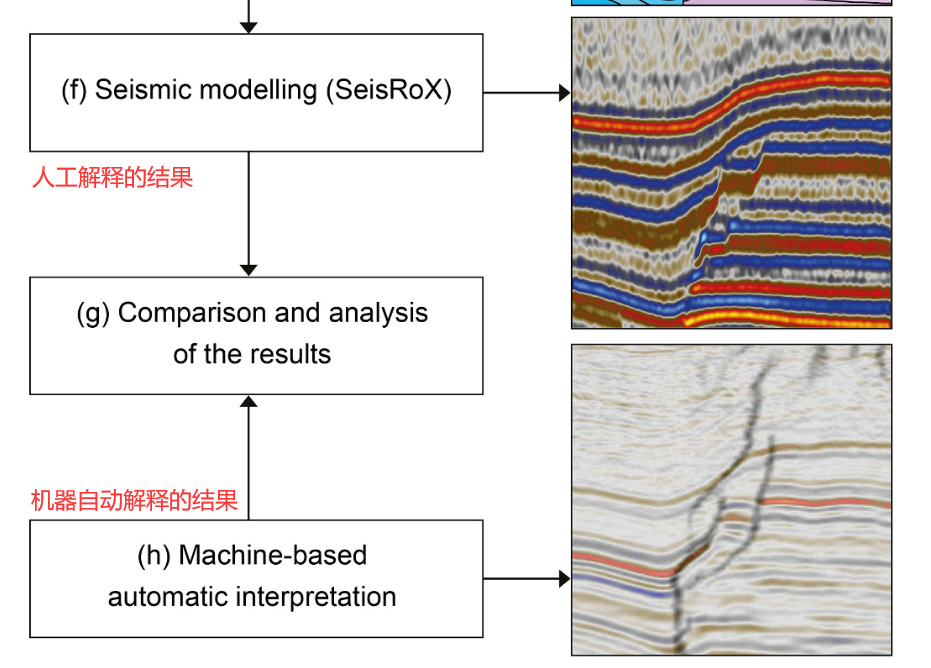 (f) Seismic modelling (SeisRoX)
人工解释的结果
(g) Comparison and analysis
of the results
机器自动解释的结果
(h) Machine-based
automatic interpretation